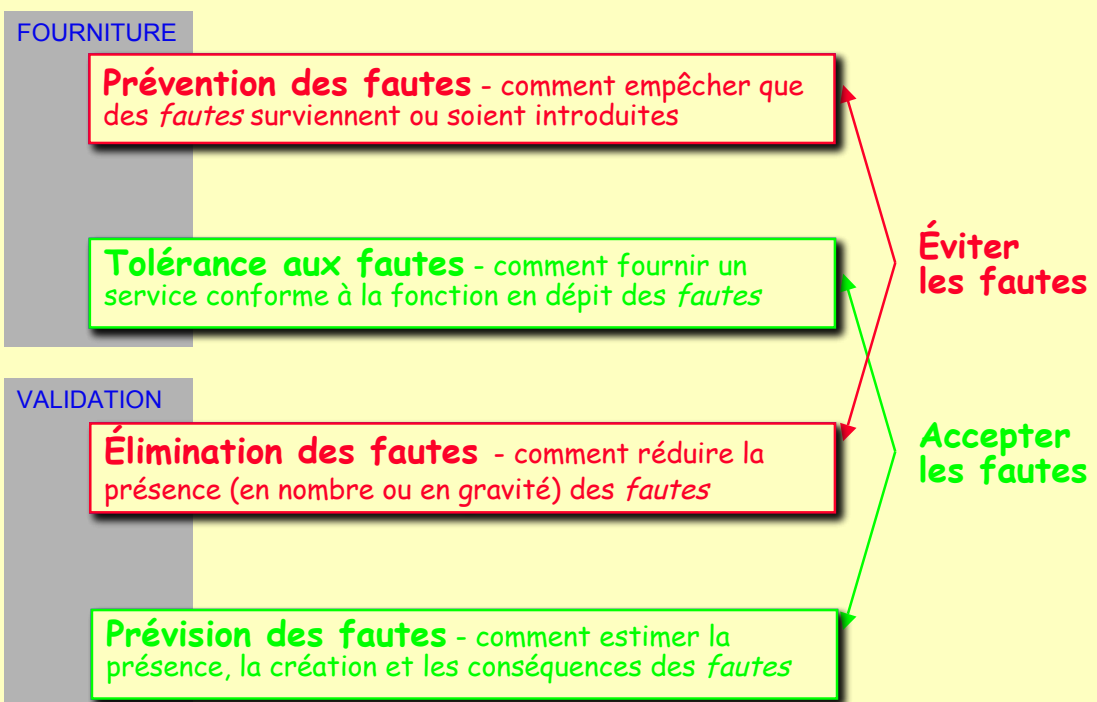 FOURNITURE
Prévention des fautes - comment empêcher que
des fautes surviennent ou soient introduites
Tolérance aux fautes - comment fournir un
service conforme à la fonction en dépit des fautes
Éviter
les fautes
VALIDATION
Élimination des fautes - comment réduire la
présence (en nombre ou en gravité) des fautes
Accepter
les fautes
Prévision des fautes - comment estimer la
présence, la création et les conséquences des fautes